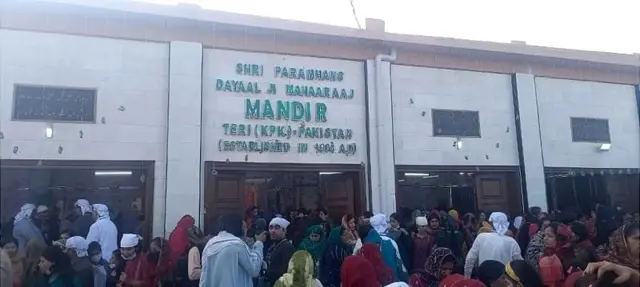 SHRI PARAMHANS
DAYAAL JI MAHAARAAJ
MANDIR
TERI (KPK)-PAKISTAN
(ESTABLISHED IN A.D)